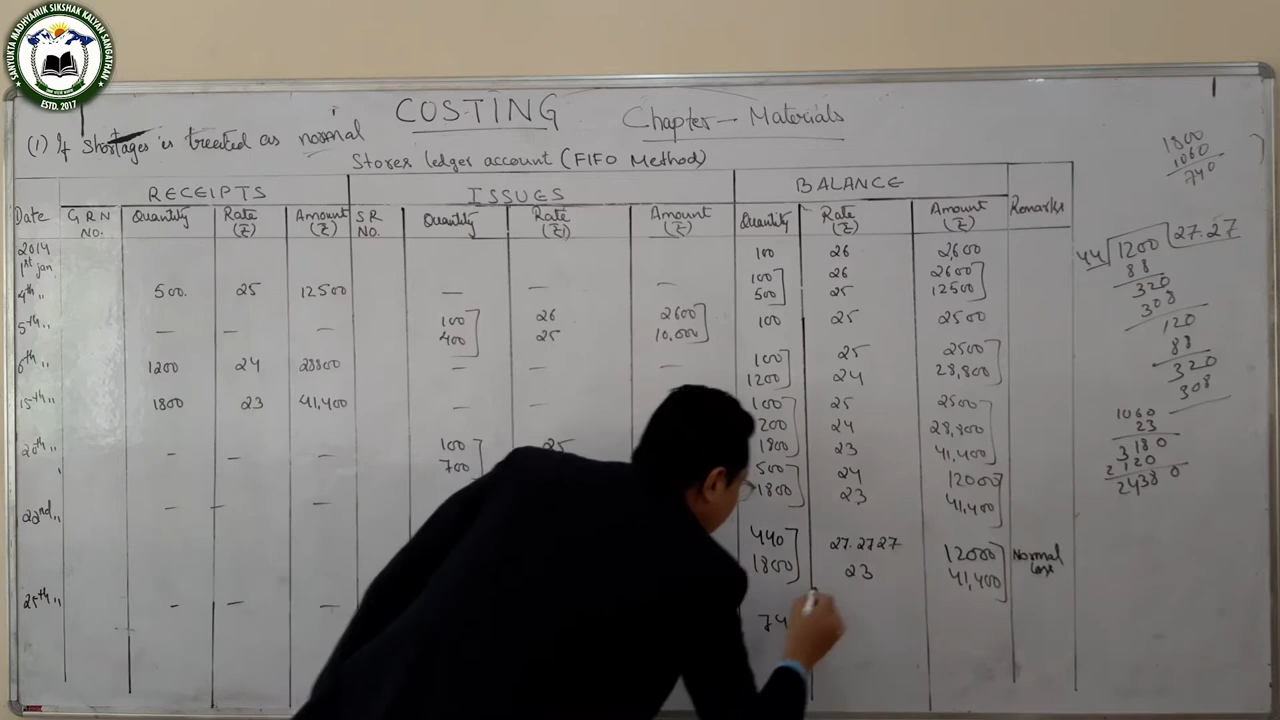 SANYUKTA MADHYAMIK SIKSHAK KALYAN SANGATHAN
ESTD. 2017
COSTING Chapter - Materials
(1) If Shortages is treated as normal
Stores ledger account (FIFO Method)
RECEIPTS ISSUES BALANCE
Date GRN NO. Quantity Rate (₹) Amount (₹) SR NO. Quantity Rate (₹) Amount (₹) Quantity Rate (₹) Amount (₹) Remarks
2014
1st jan 100 26 2,600
4th ,, 500. 25 12500 — — — 100 26 2600
500 25 12500
5th ,, — — — 100 26 2600 100 25 2500
400 25 10,000
6th ,, 1200 24 28800 — — — 100 25 2500
1200 24 28,800
15th ,, 1800 23 41,400 — — 100 25 2500
1200 24 28,800
1800 23 41,400
20th ,, — — — 100 25 500 24 12000
700 1800 23 41,400
22nd ,, — — — 440 27.2727 12000 Normal loss
1800 23 41,400
25th ,, — — — 74
1800
1060
740
44 1200 27.27
88
320
308
120
88
320
308
1060
23
3180
2120
24380